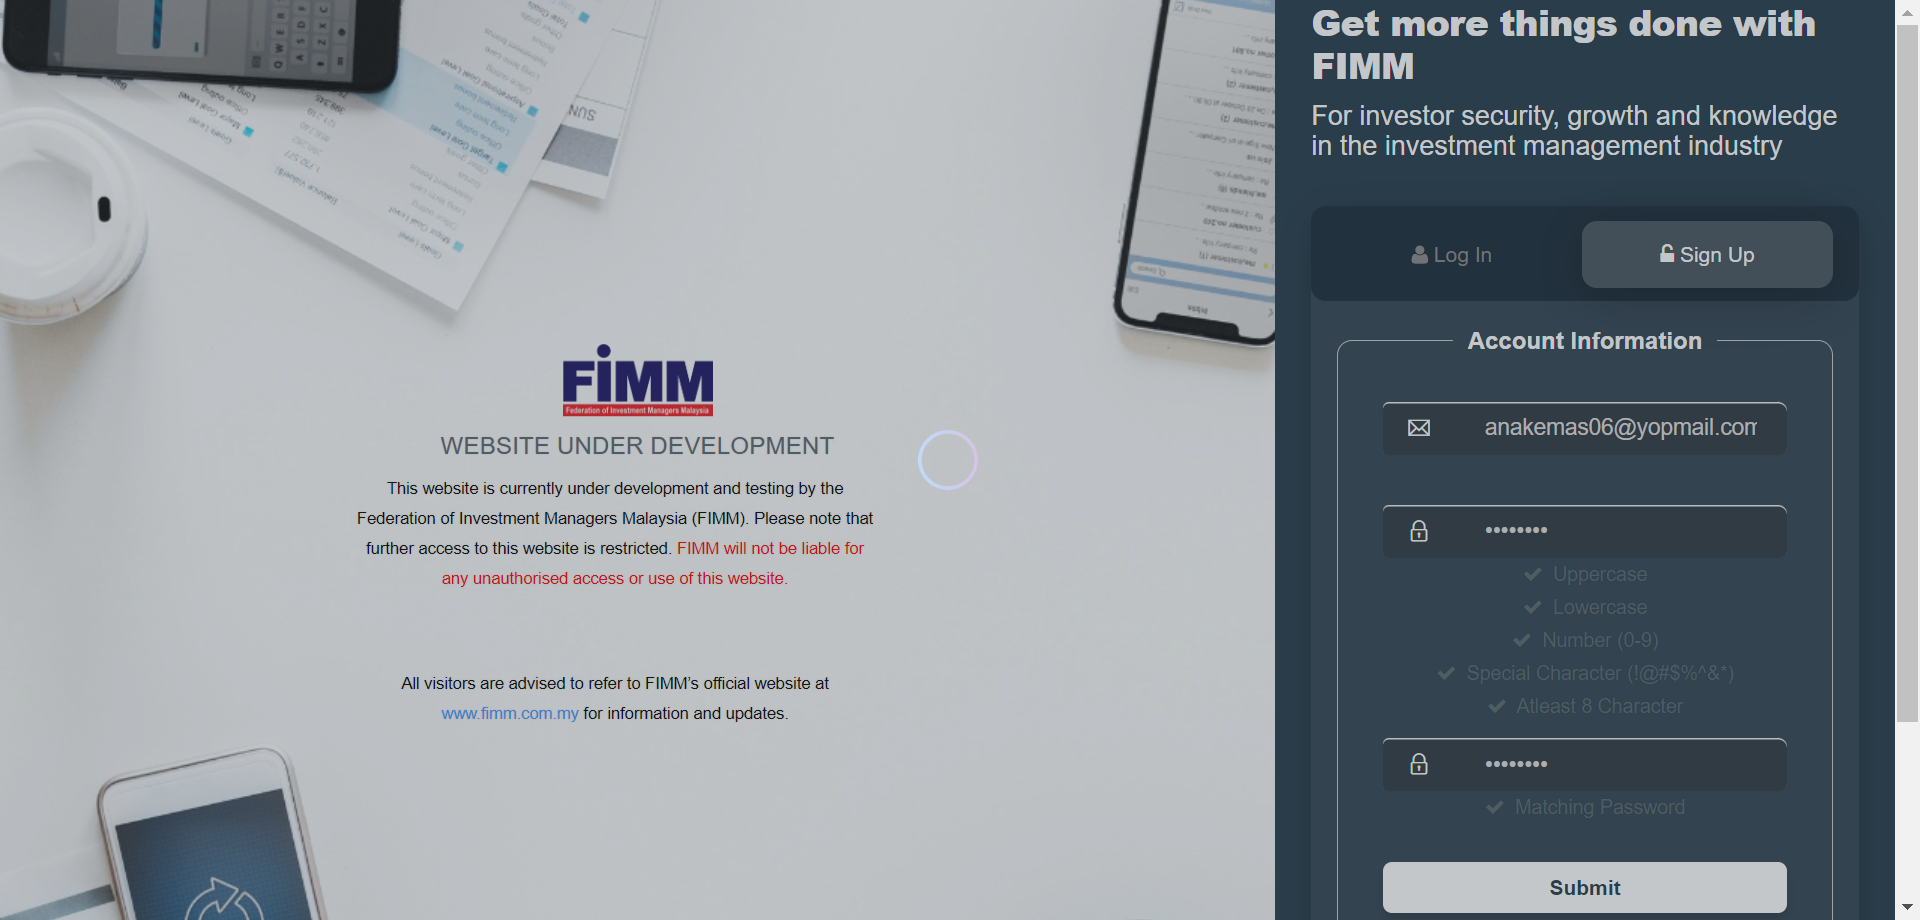 Get more things done with
FIMM
For investor security, growth and knowledge
in the investment management industry
Log In
Sign Up
Account Information
anakemas06@yopmail.com
••••••••
Uppercase
Lowercase
Number (0-9)
Special Character (!@#$%^&*)
Atleast 8 Character
••••••••
Matching Password
Submit
FiMM
Federation of Investment Managers Malaysia
WEBSITE UNDER DEVELOPMENT
This website is currently under development and testing by the
Federation of Investment Managers Malaysia (FIMM). Please note that
further access to this website is restricted. FIMM will not be liable for
any unauthorised access or use of this website.
All visitors are advised to refer to FIMM’s official website at
www.fimm.com.my for information and updates.
SUN